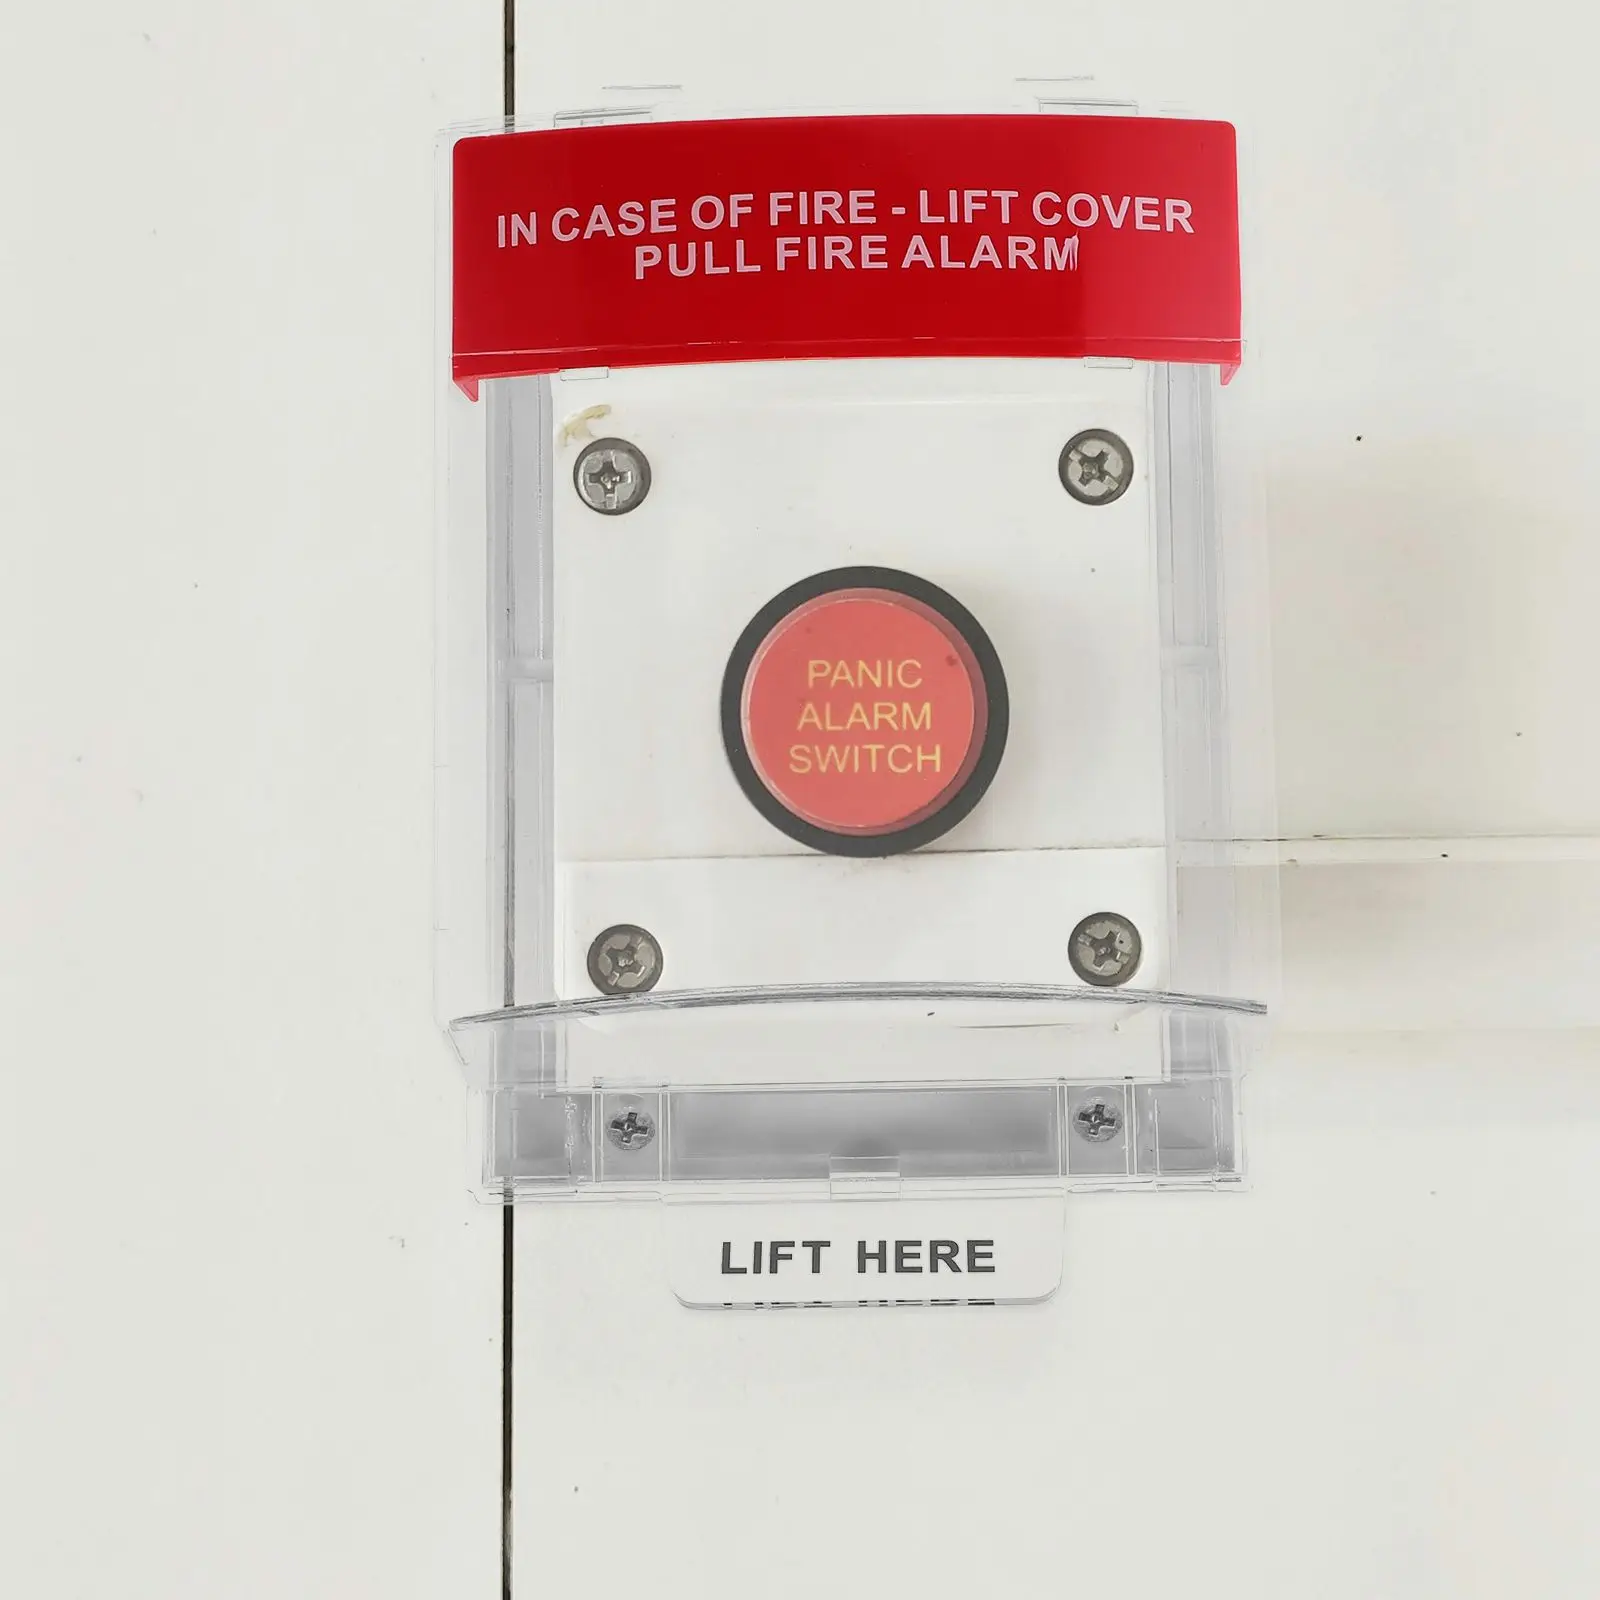 IN CASE OF FIRE - LIFT COVER
PULL FIRE ALARM
PANIC
ALARM
SWITCH
LIFT HERE